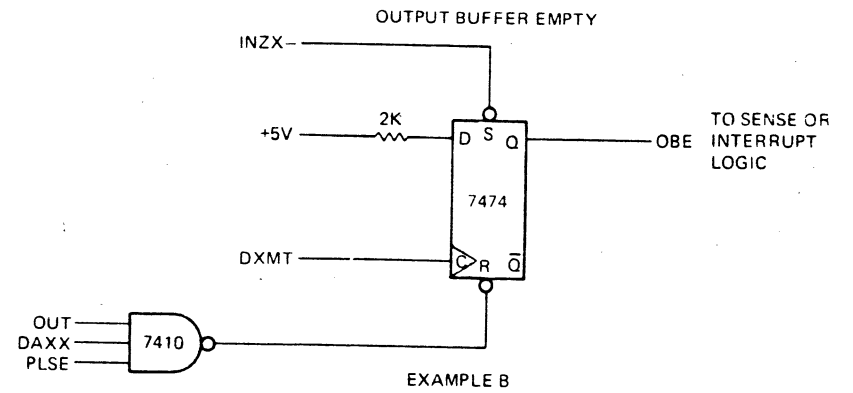 OUTPUT BUFFER EMPTY
INZX–
2K
+5V
D
S
Q
OBE
TO SENSE OR
INTERRUPT
LOGIC
7474
DXMT
C
R
Q̅
OUT
DAXX
PLSE
7410
EXAMPLE B